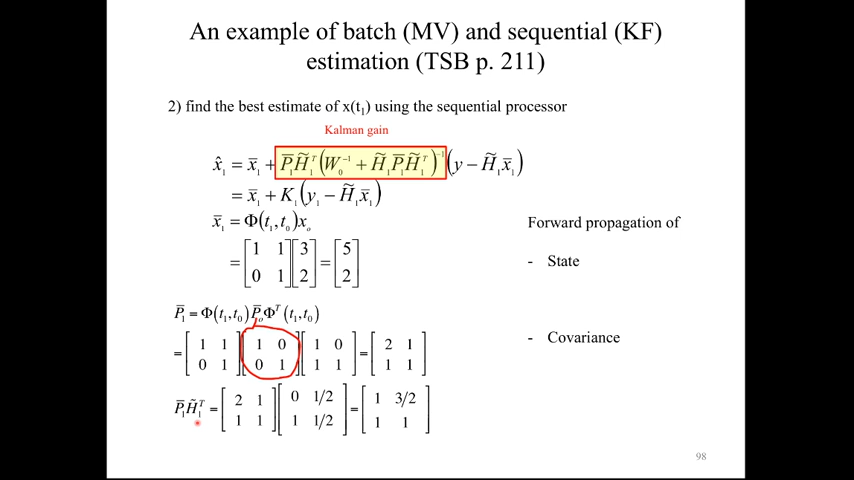 An example of batch (MV) and sequential (KF)
estimation (TSB p. 211)
2) find the best estimate of x(t₁) using the sequential processor
Kalman gain
x̂₁ = x̄₁ + P̄₁H̃₁ᵀ(W₀⁻¹ + H̃₁P̄₁H̃₁ᵀ)⁻¹(y − H̃₁x̄₁)
= x̄₁ + K₁(y₁ − H̃₁x̄₁)
x̄₁ = Φ(t₁,t₀)x₀
Forward propagation of
= [1 1; 0 1][3; 2] = [5; 2]
- State
P̄₁ = Φ(t₁,t₀)P̄₀Φᵀ(t₁,t₀)
= [1 1; 0 1][1 0; 0 1][1 0; 1 1] = [2 1; 1 1]
- Covariance
P̄₁H̃₁ᵀ = [2 1; 1 1][0 1/2; 1 1/2] = [1 3/2; 1 1]
98